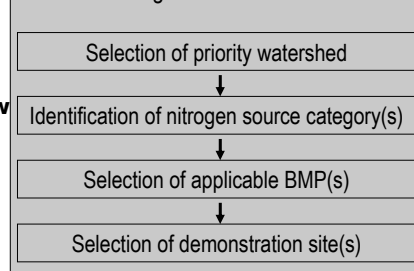 Selection of priority watershed
Identification of nitrogen source category(s)
Selection of applicable BMP(s)
Selection of demonstration site(s)